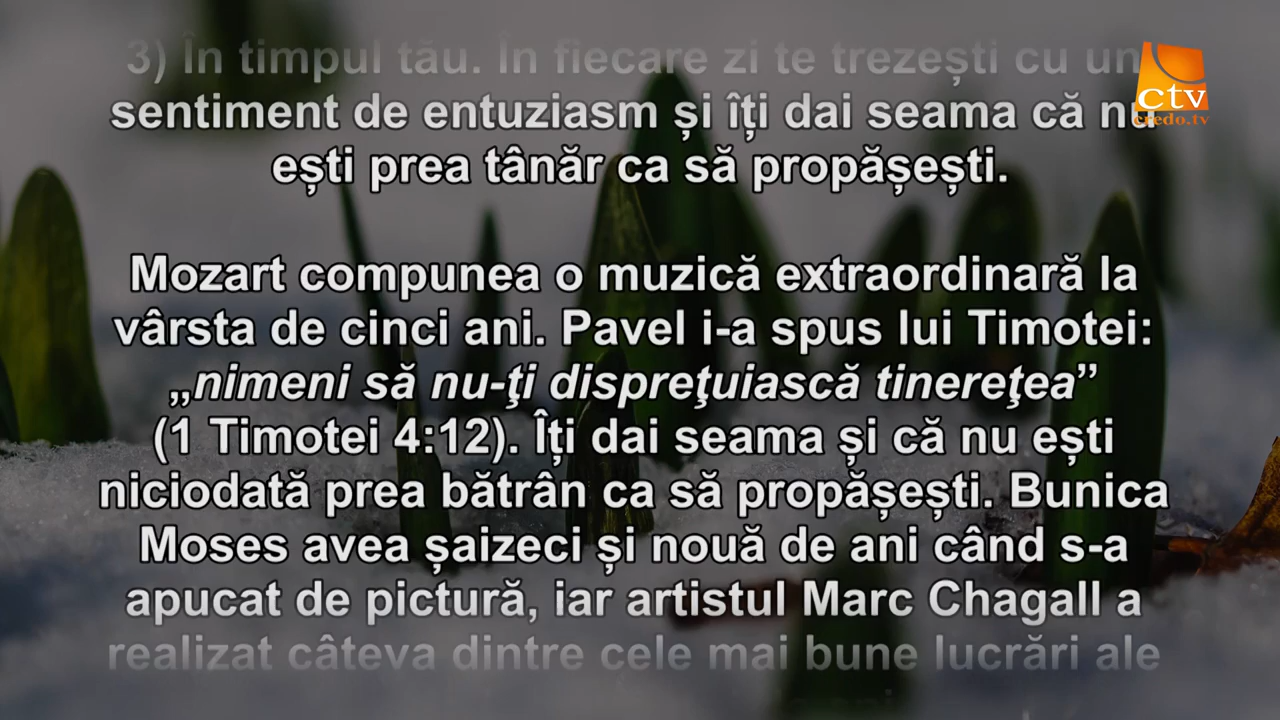 3) În timpul tău. În fiecare zi te trezești cu un
sentiment de entuziasm și îți dai seama că nu
ești prea tânăr ca să propășești.
Mozart compunea o muzică extraordinară la
vârsta de cinci ani. Pavel i-a spus lui Timotei:
„nimeni să nu-ţi dispreţuiască tinereţea”
(1 Timotei 4:12). Îți dai seama și că nu ești
niciodată prea bătrân ca să propășești. Bunica
Moses avea șaizeci și nouă de ani când s-a
apucat de pictură, iar artistul Marc Chagall a
realizat câteva dintre cele mai bune lucrări ale
ctv
credo.tv